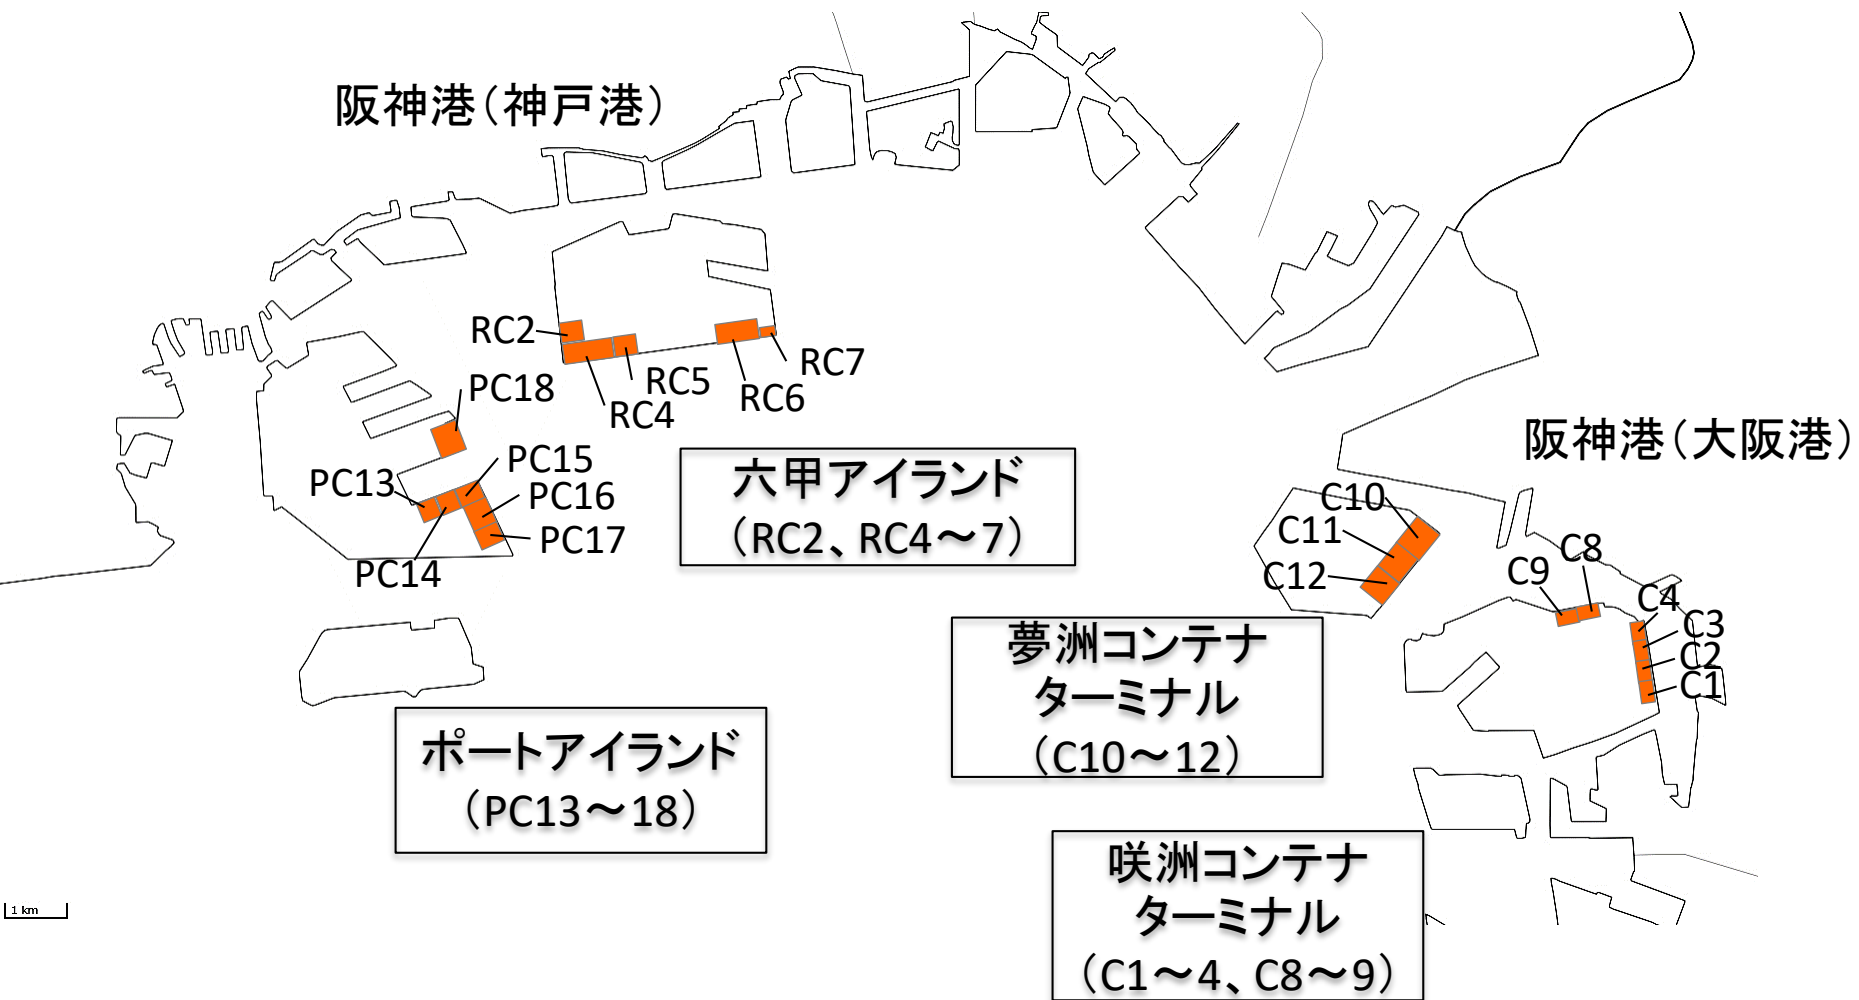 阪神港（神戸港）
RC2
RC7
RC5
RC6
RC4
PC18
PC15
PC13
PC16
PC17
PC14
六甲アイランド
（RC2、RC4～7）
阪神港（大阪港）
C10
C11
C12
C8
C9
C4
C3
C2
C1
夢洲コンテナ
ターミナル
（C10～12）
ポートアイランド
（PC13～18）
咲洲コンテナ
ターミナル
（C1～4、C8～9）
1 km